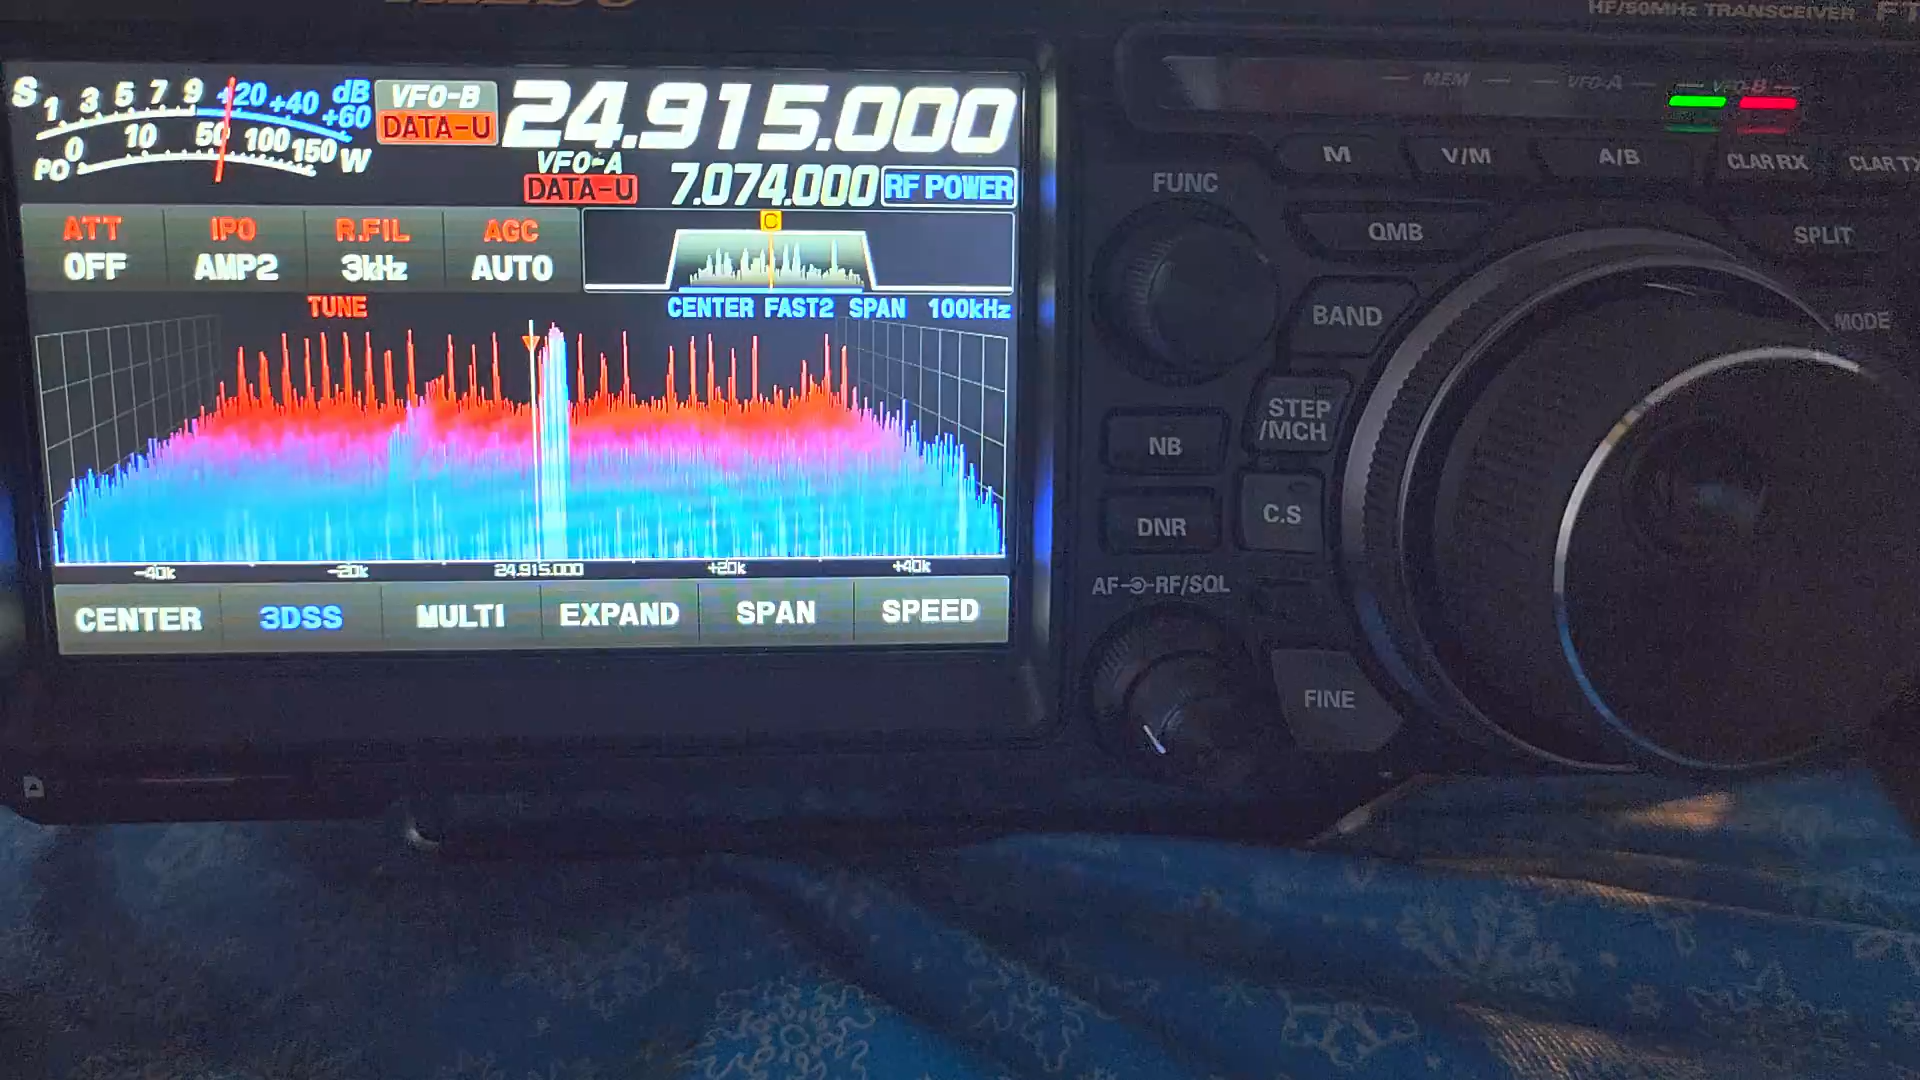 HF/50MHz TRANSCEIVER FT
S 1 3 5 7 9 +20 +40 +60 dB
PO 0 10 50 100 150 W
VFO-B
DATA-U
24.915.000
VFO-A
DATA-U
7.074.000
RF POWER
ATT
OFF
IPO
AMP2
R.FIL
3kHz
AGC
AUTO
C
TUNE
CENTER FAST2 SPAN 100kHz
-40k -20k 24.915.000 +20k +40k
CENTER 3DSS MULTI EXPAND SPAN SPEED
MEM VFO-A VFO-B
M V/M A/B CLAR RX CLAR TX
FUNC
QMB
SPLIT
BAND
MODE
STEP
/MCH
NB
C.S
DNR
AF RF/SQL
FINE